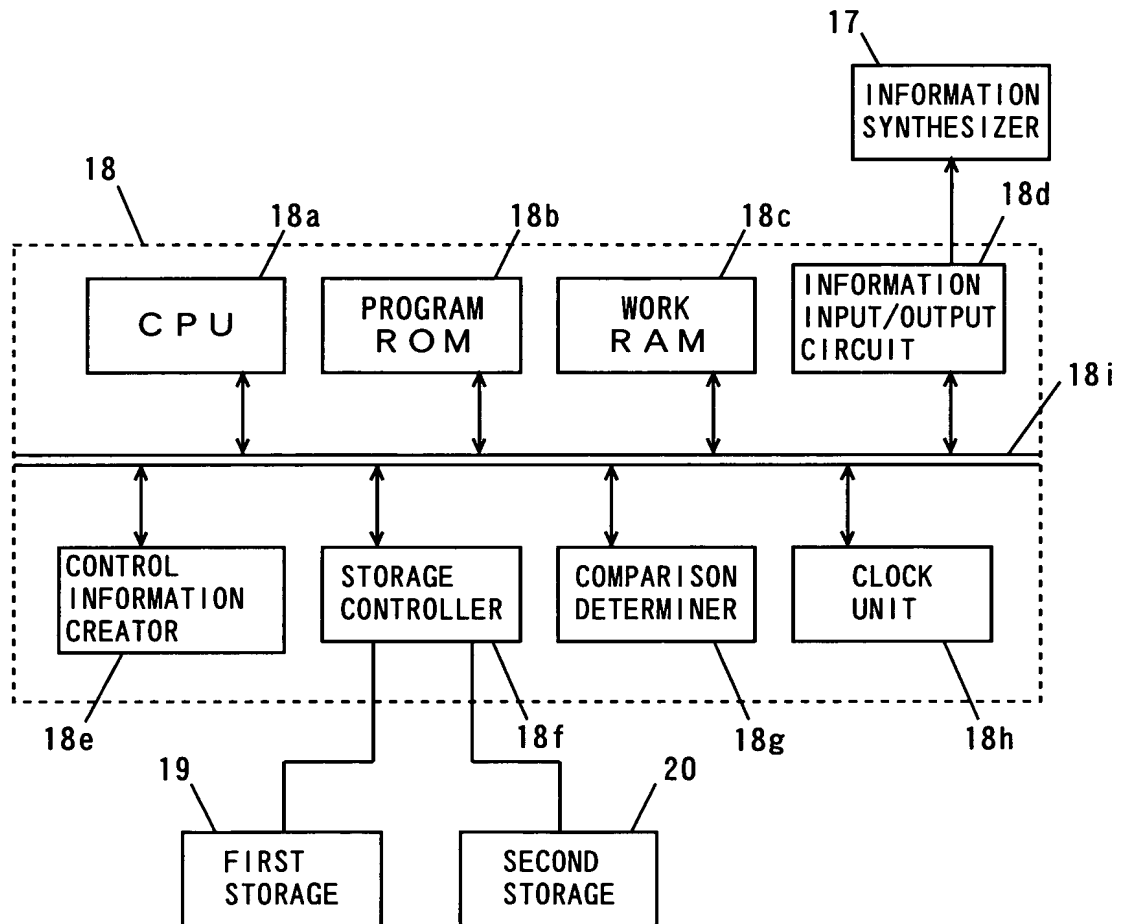 17
INFORMATION
SYNTHESIZER
18
18a
18b
18c
18d
CPU
PROGRAM
ROM
WORK
RAM
INFORMATION
INPUT/OUTPUT
CIRCUIT
18i
CONTROL
INFORMATION
CREATOR
STORAGE
CONTROLLER
COMPARISON
DETERMINER
CLOCK
UNIT
18e
18f
18g
18h
19
20
FIRST
STORAGE
SECOND
STORAGE